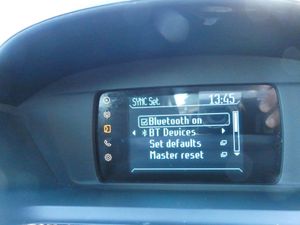 SYNC Set. 13:45
Bluetooth on
BT Devices
Set defaults
Master reset